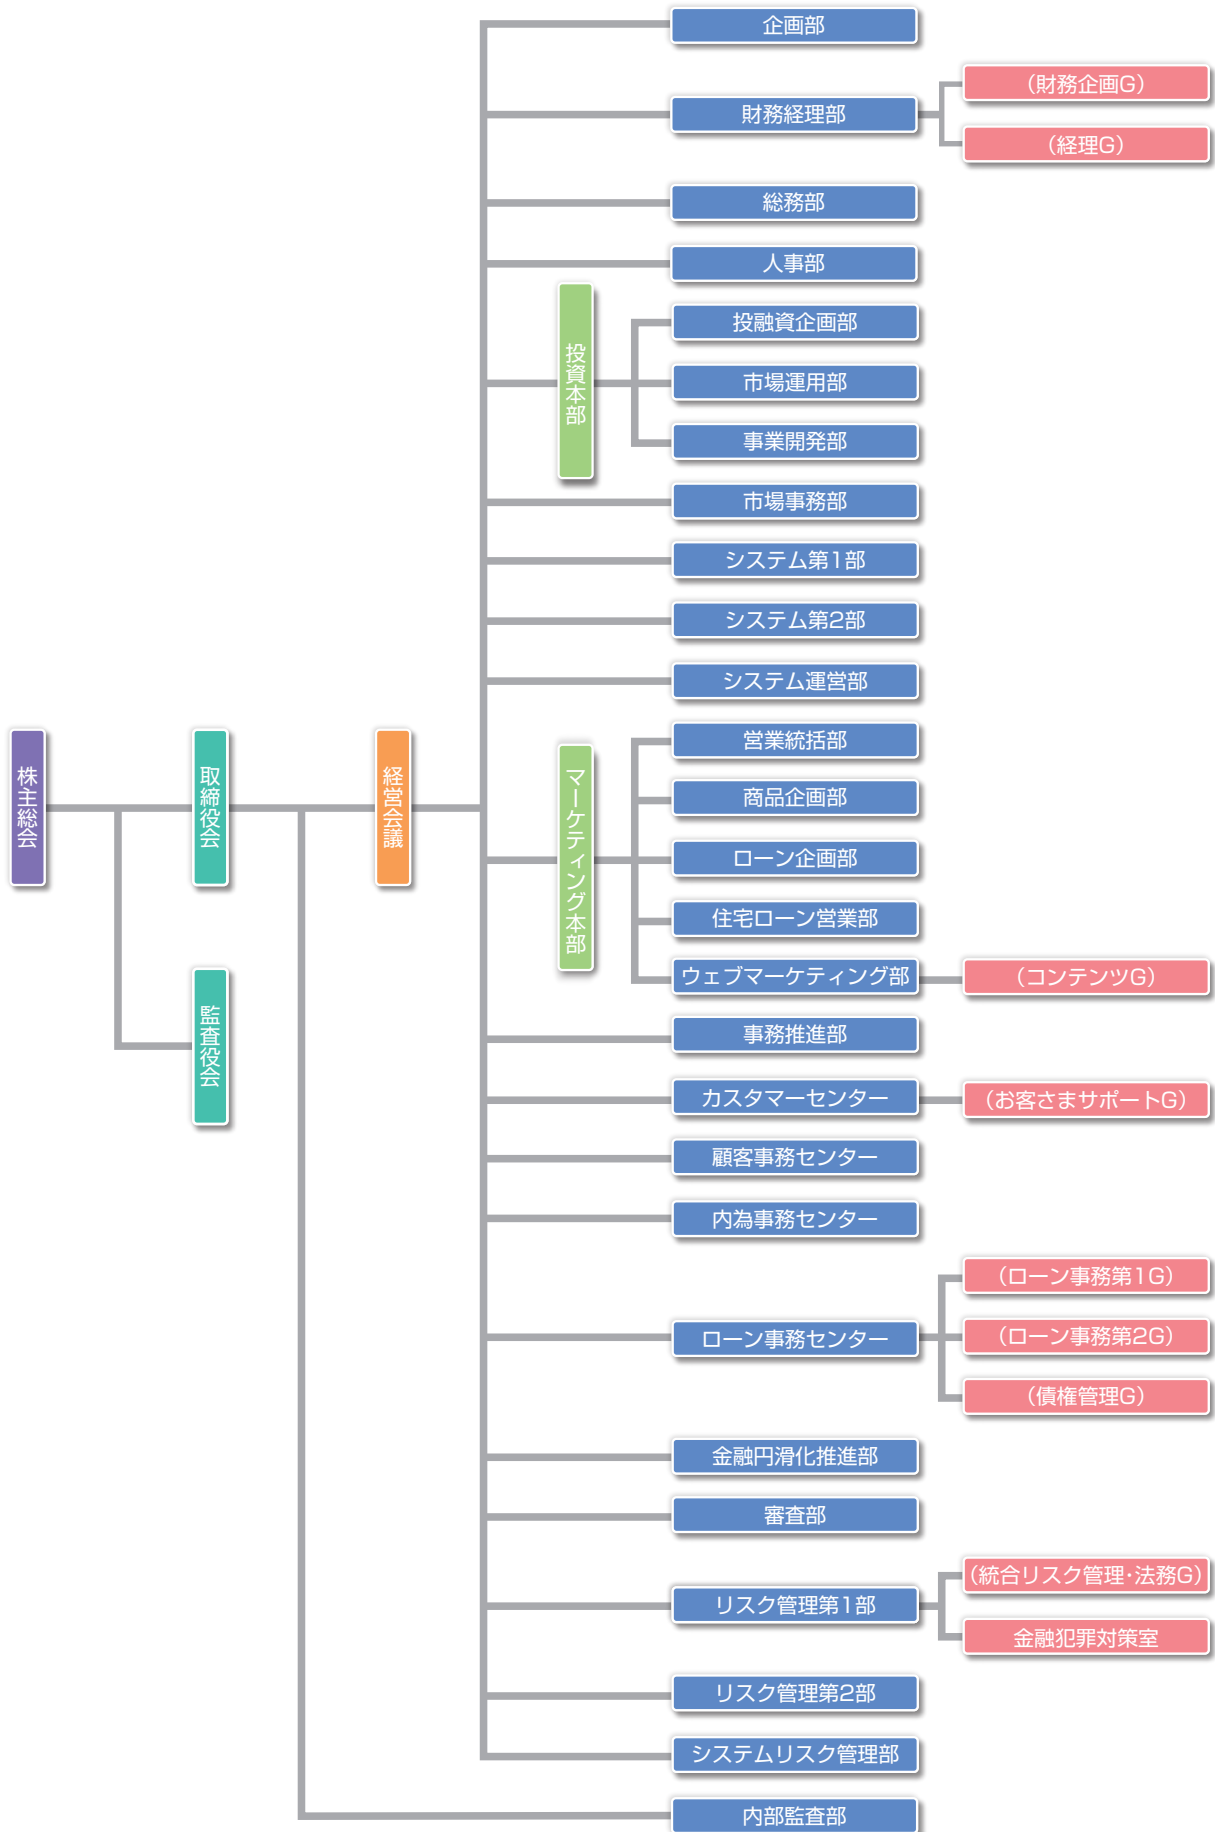 株主総会
取締役会
監査役会
経営会議
企画部
財務経理部
（財務企画G）
（経理G）
総務部
人事部
投資本部
投融資企画部
市場運用部
事業開発部
市場事務部
システム第1部
システム第2部
システム運営部
マーケティング本部
営業統括部
商品企画部
ローン企画部
住宅ローン営業部
ウェブマーケティング部
（コンテンツG）
事務推進部
カスタマーセンター
（お客さまサポートG）
顧客事務センター
内為事務センター
ローン事務センター
（ローン事務第1G）
（ローン事務第2G）
（債権管理G）
金融円滑化推進部
審査部
リスク管理第1部
（統合リスク管理・法務G）
金融犯罪対策室
リスク管理第2部
システムリスク管理部
内部監査部